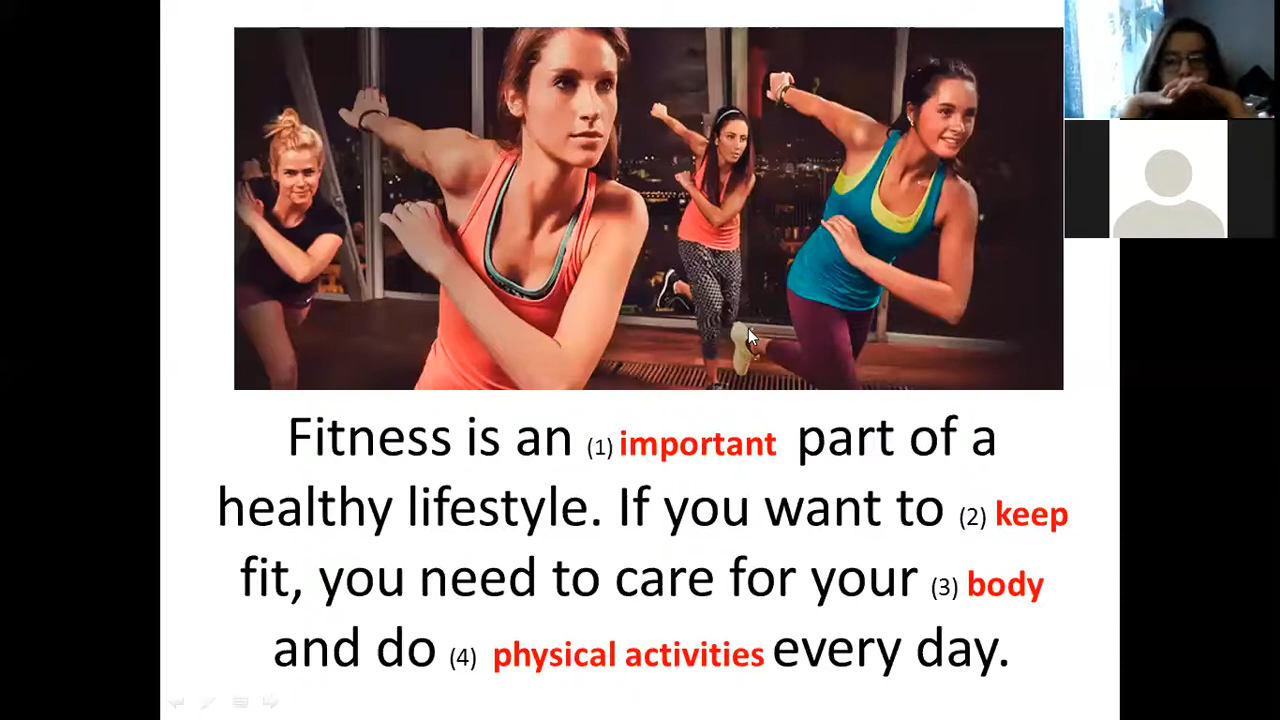 Fitness is an (1) important part of a
healthy lifestyle. If you want to (2) keep
fit, you need to care for your (3) body
and do (4) physical activities every day.